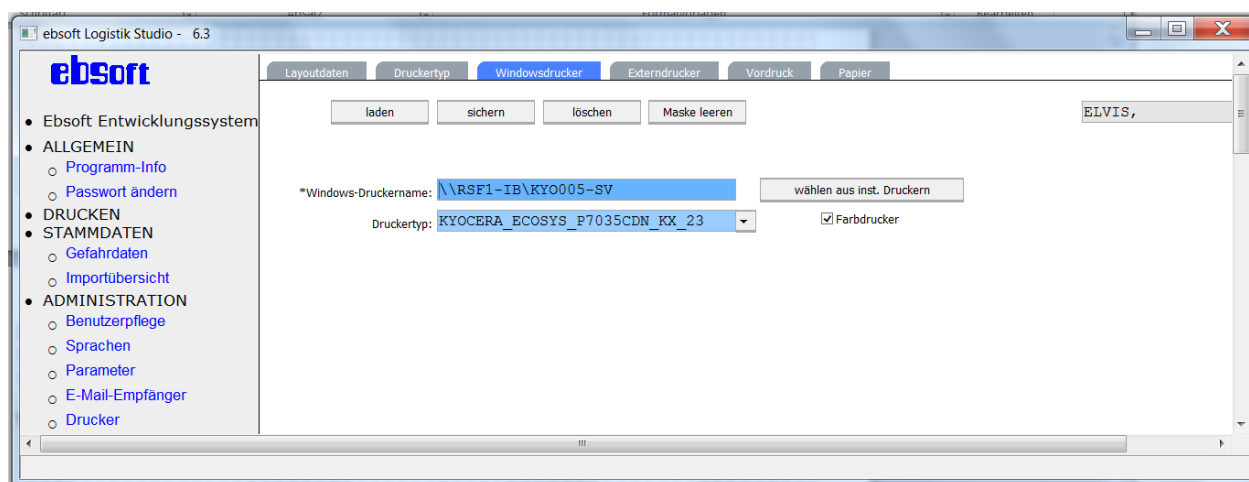 ebsoft Logistik Studio - 6.3
ebsoft
Layoutdaten Druckertyp Windowsdrucker Externdrucker Vordruck Papier
laden sichern löschen Maske leeren
ELVIS,
Ebsoft Entwicklungssystem
ALLGEMEIN
Programm-Info
Passwort ändern
DRUCKEN
STAMMDATEN
Gefahrdaten
Importübersicht
ADMINISTRATION
Benutzerpflege
Sprachen
Parameter
E-Mail-Empfänger
Drucker
*Windows-Druckername: \\RSF1-IB\KYO005-SV wählen aus inst. Druckern
Druckertyp: KYOCERA_ECOSYS_P7035CDN_KX_23 Farbdrucker